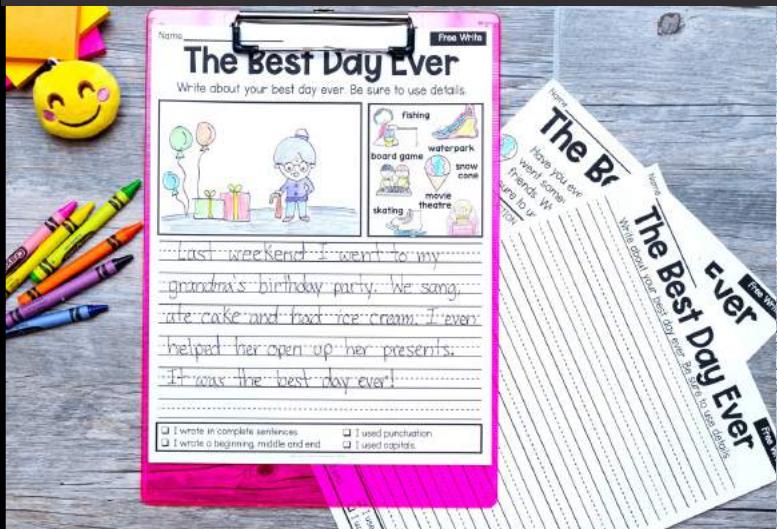 Name
Free Write
The Best Day Ever
Write about your best day ever. Be sure to use details.
fishing
waterpark
board game
snow
cone
movie
theatre
skating
Last weekend I went to my
grandma's birthday party. We sang,
ate cake and had ice cream. I even
helped her open up her presents.
It was the best day ever!
I wrote in complete sentences.
I used punctuation.
I wrote a beginning, middle and end.
I used capitals.
Name
The Be
Have you eve
went some
friends. W
sure to u
Ever
Free Wri
Name
The Best Day Ever
Write about your best day ever. Be sure to use details.
Free W